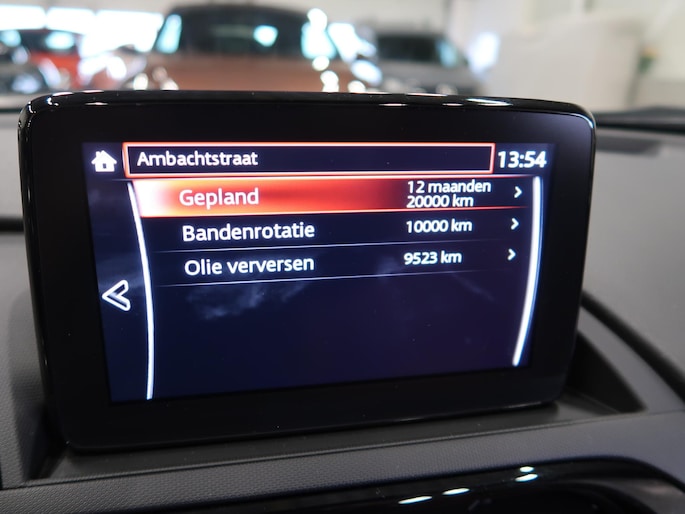 Ambachtstraat 13:54
Gepland 12 maanden
20000 km
Bandenrotatie 10000 km
Olie verversen 9523 km